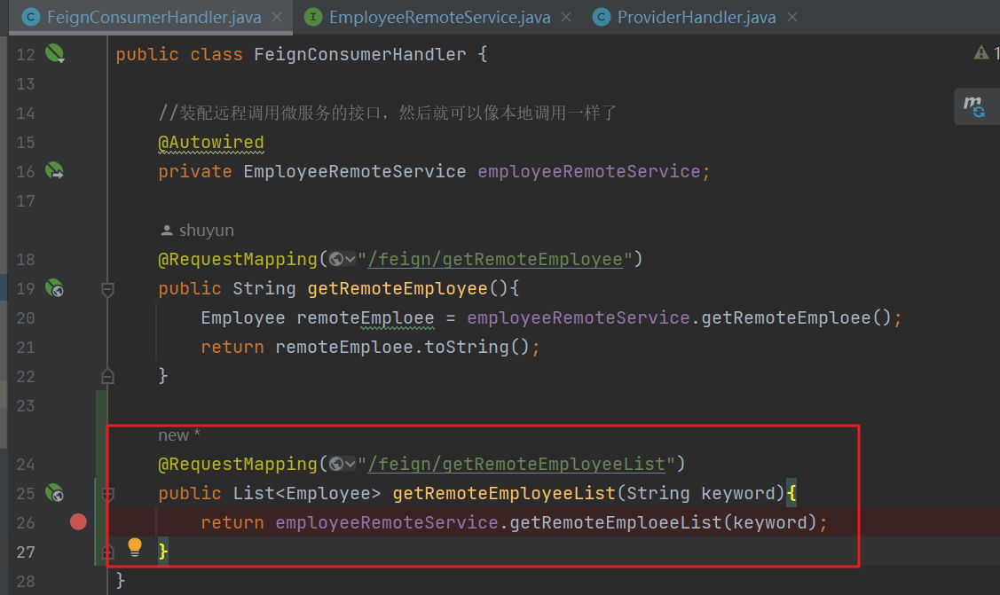 FeignConsumerHandler.java EmployeeRemoteService.java ProviderHandler.java
12 public class FeignConsumerHandler { 1
13
14 //装配远程调用微服务的接口，然后就可以像本地调用一样了
15 @Autowired
16 private EmployeeRemoteService employeeRemoteService;
17
shuyun
18 @RequestMapping("/feign/getRemoteEmployee")
19 public String getRemoteEmployee(){
20 Employee remoteEmploee = employeeRemoteService.getRemoteEmploee();
21 return remoteEmploee.toString();
22 }
23
new *
24 @RequestMapping("/feign/getRemoteEmployeeList")
25 public List<Employee> getRemoteEmployeeList(String keyword){
26 return employeeRemoteService.getRemoteEmploeeList(keyword);
27 }
28 }